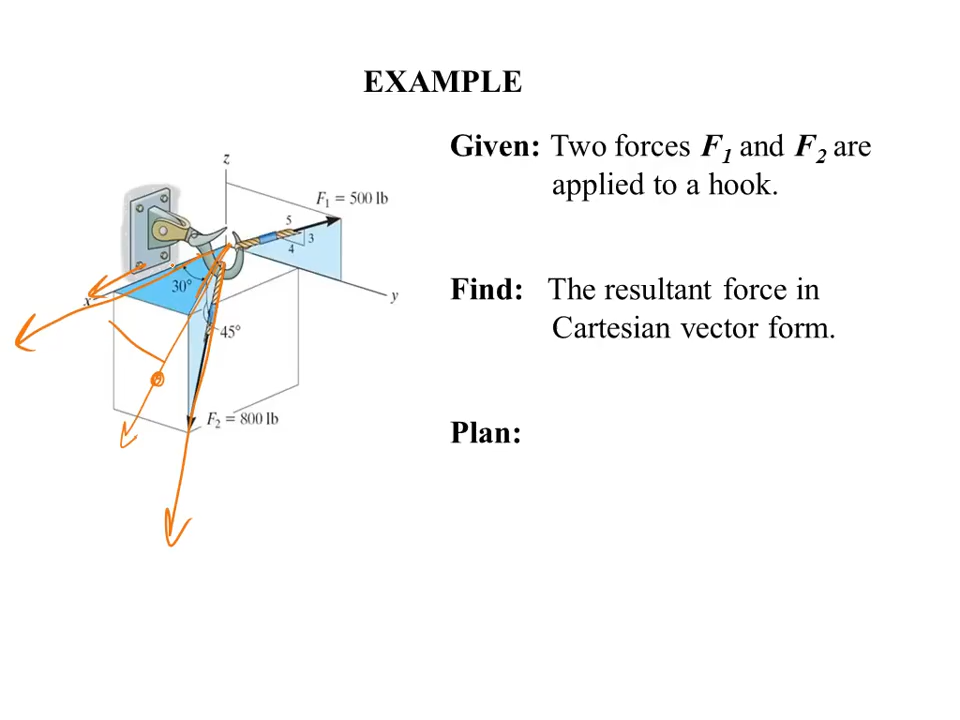 EXAMPLE
Given: Two forces F1 and F2 are
applied to a hook.
Find: The resultant force in
Cartesian vector form.
Plan:
z
F1 = 500 lb
5
3
4
30°
x
y
45°
F2 = 800 lb